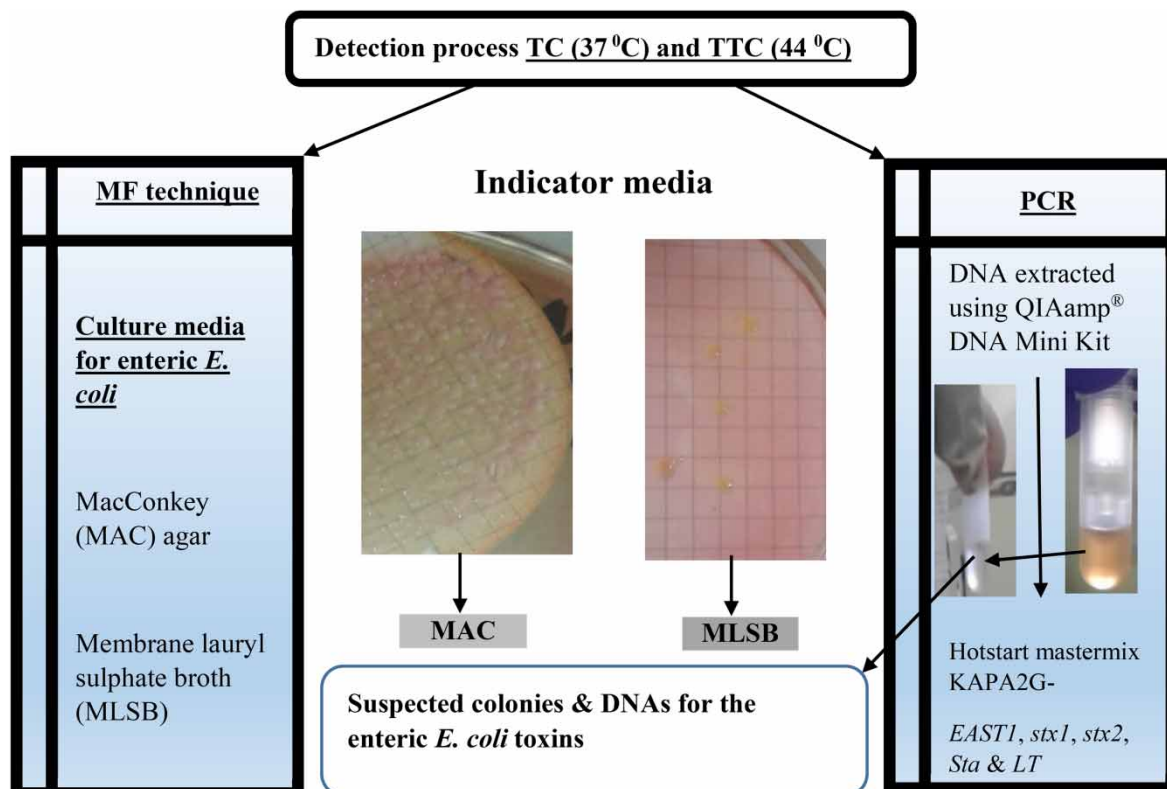 Detection process TC (37 ⁰C) and TTC (44 ⁰C)
MF technique
Culture media
for enteric E.
coli
MacConkey
(MAC) agar
Membrane lauryl
sulphate broth
(MLSB)
Indicator media
MAC
MLSB
Suspected colonies & DNAs for the
enteric E. coli toxins
PCR
DNA extracted
using QIAamp®
DNA Mini Kit
Hotstart mastermix
KAPA2G-
EAST1, stx1, stx2,
Sta & LT